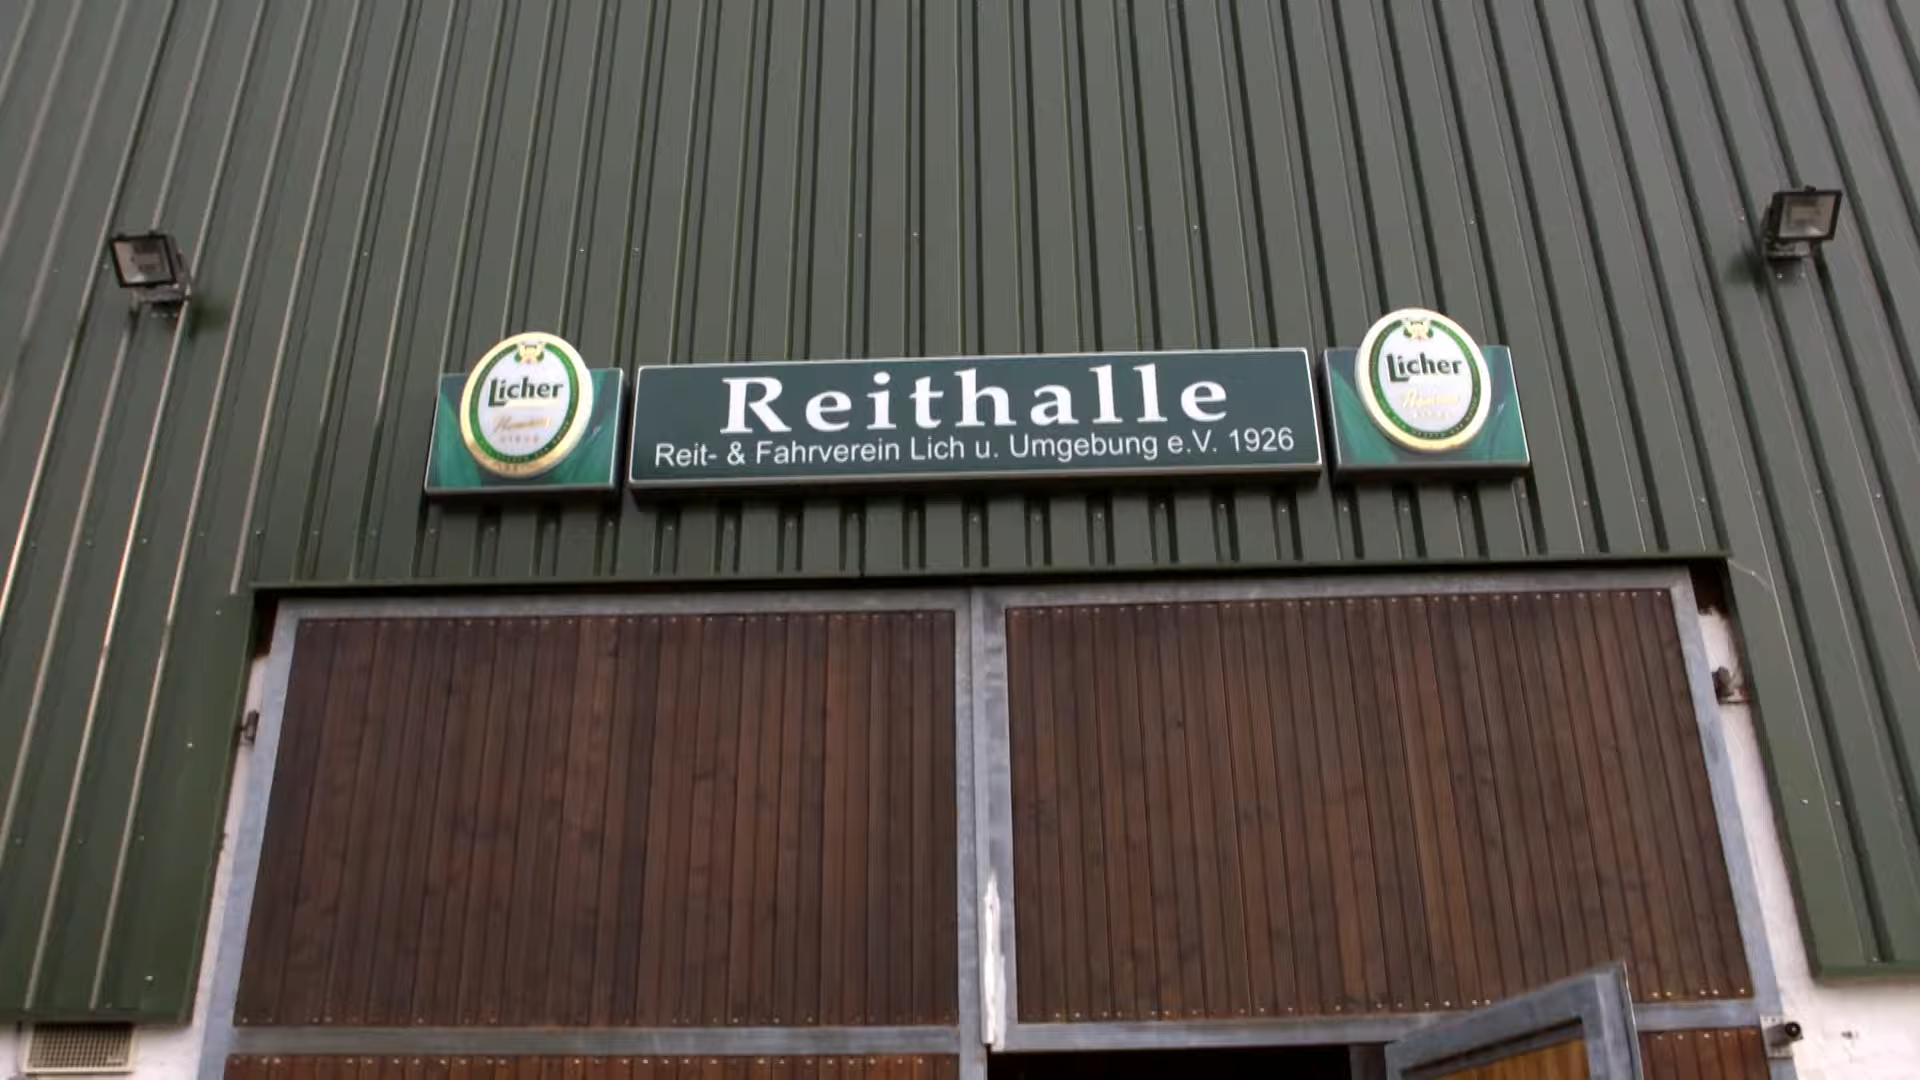 Licher
Reithalle
Reit- & Fahrverein Lich u. Umgebung e.V. 1926
Licher